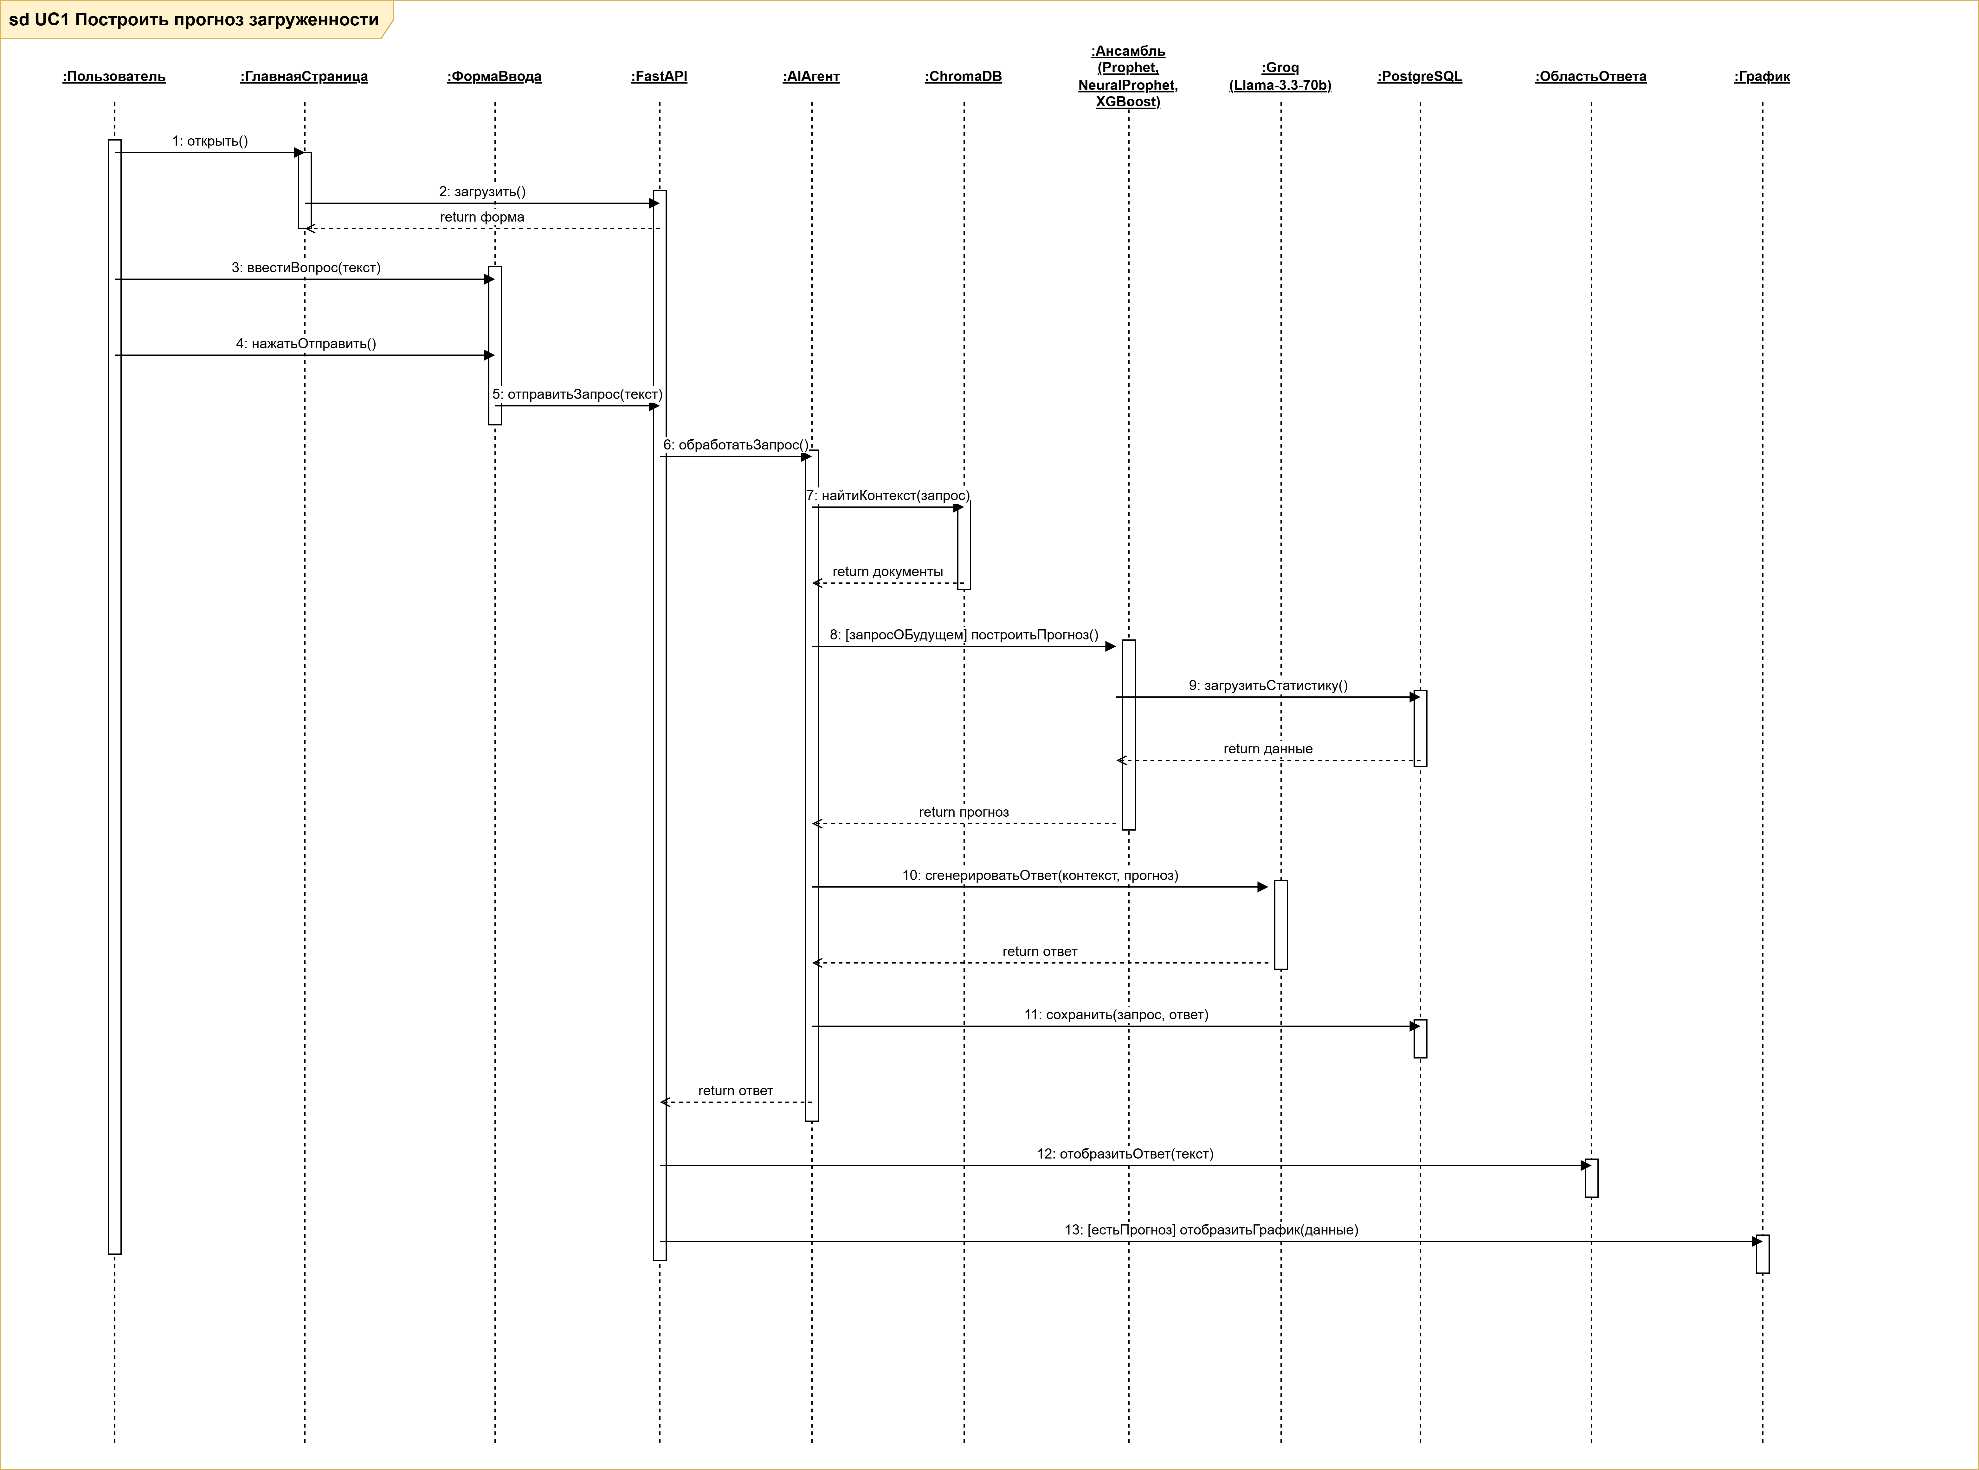 sd UC1 Построить прогноз загруженности
:Пользователь
:ГлавнаяСтраница
:ФормаВвода
:FastAPI
:AIАгент
:ChromaDB
:Ансамбль
(Prophet,
NeuralProphet,
XGBoost)
:Groq
(Llama-3.3-70b)
:PostgreSQL
:ОбластьОтвета
:График
1: открыть()
2: загрузить()
return форма
3: ввестиВопрос(текст)
4: нажатьОтправить()
5: отправитьЗапрос(текст)
6: обработатьЗапрос()
7: найтиКонтекст(запрос)
return документы
8: [запросОБудущем] построитьПрогноз()
9: загрузитьСтатистику()
return данные
return прогноз
10: сгенерироватьОтвет(контекст, прогноз)
return ответ
11: сохранить(запрос, ответ)
return ответ
12: отобразитьОтвет(текст)
13: [естьПрогноз] отобразитьГрафик(данные)